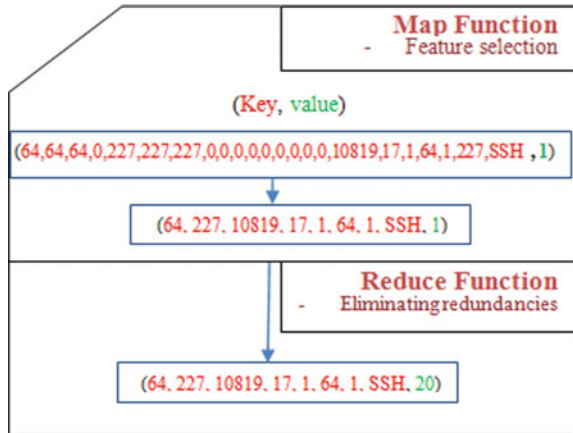 Map Function
- Feature selection
(Key, value)
(64,64,64,0,227,227,227,0,0,0,0,0,0,0,0,10819,17,1,64,1,227,SSH , 1)
(64, 227, 10819, 17, 1, 64, 1, SSH, 1)
Reduce Function
- Eliminating redundancies
(64, 227, 10819, 17, 1, 64, 1, SSH, 20)